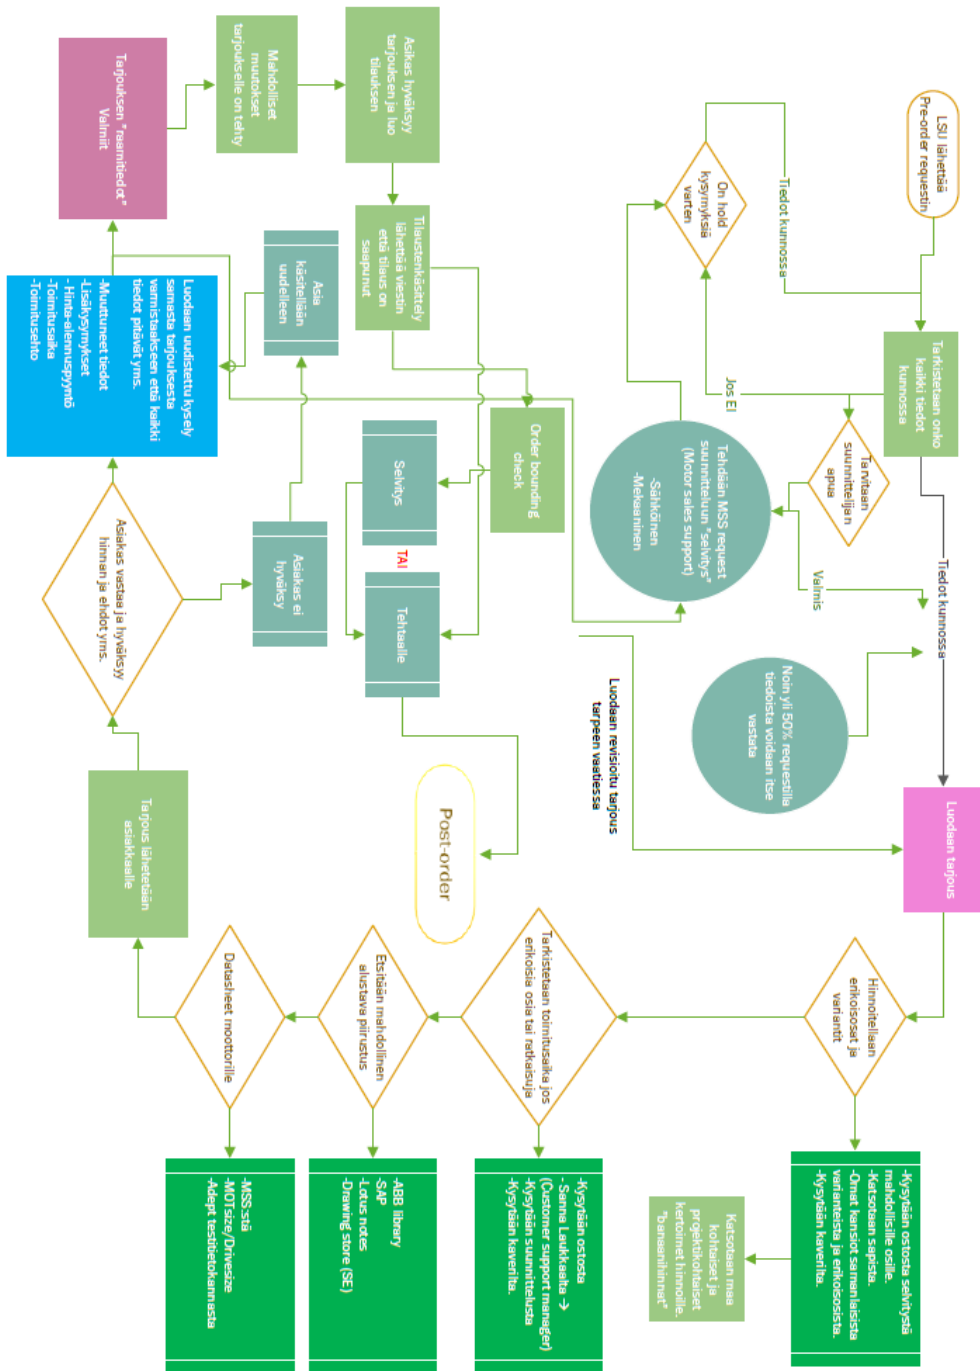 LSU lähettää
Pre-order requestin
Tiedot kunnossa
On hold
kysymyksiä
varten
Tarkistetaan onko
kaikki tiedot
kunnossa
Jos EI
Tarvitaan
suunnittelijan
apua
Tiedot kunnossa
Valmis
Tehdään MSS request
suunnitteluun "selvitys"
(Motor sales support)
-Sähköinen
-Mekaaninen
Noin yli 50% requestilla
tiedoista voidaan itse
vastata
Luodaan tarjous
Luodaan revisioitu tarjous
tarpeen vaatiessa
Hinnoitellaan
erikoisosat ja
variantit
-Kysytään ostosta selvitystä
mahdollisille osille.
-Katsotaan sapista.
-Omat kansiot samanlaisista
varianteista ja erikoisosista.
-Kysytään kaverilta.
Katsotaan maa
kohtaiset ja
projektikohtaiset
kertoimet hinnoille.
"banaanihinnat"
Tarkistetaan toimitusaika jos
erikoisia osia tai ratkaisuja
-Kysytään ostosta
- Sanna Laukkaalta →
(Customer support manager)
-Kysytään suunnittelusta
-Kysytään kaverilta.
Etsitään mahdollinen
alustava piirustus
-ABB library
-SAP
-Lotus notes
-Drawing store (SE)
Datasheet moottorille
-MSS:stä
-MOTsize/Drivesize
-Adept testitietokannasta
Tarjous lähetetään
asiakkaalle
Asiakas vastaa ja hyväksyy
hinnan ja ehdot yms.
Asiakas ei
hyväksy
Asia
käsitellään
uudelleen
Luodaan uudistettu kysely
samasta tarjouksesta
varmistaakseen että kaikki
tiedot pitävät yms.
-Muuttuneet tiedot
-Lisäkysymykset
- Hinta-alennuspyyntö
-Toimitusaika
-Toimitusehto
Tarjouksen "raamitiedot"
Valmiit
Mahdolliset
muutokset
tarjoukselle on tehty
Asikas hyväksyy
tarjouksen ja luo
tilauksen
Tilaustenkäsittely
lähettää viestin
että tilaus on
saapunut
Order bounding
check
Selvitys
TAI
Tehtaalle
Post-order